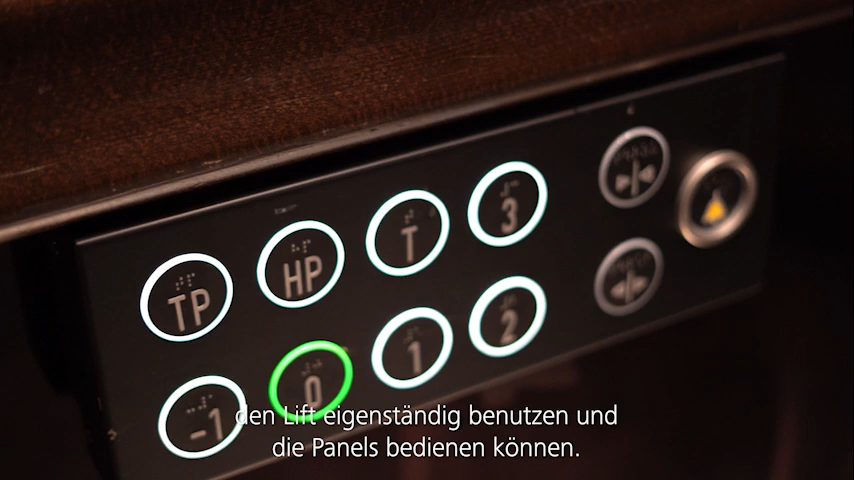 TP HP T 3
-1 0 1 2
den Lift eigenständig benutzen und
die Panels bedienen können.